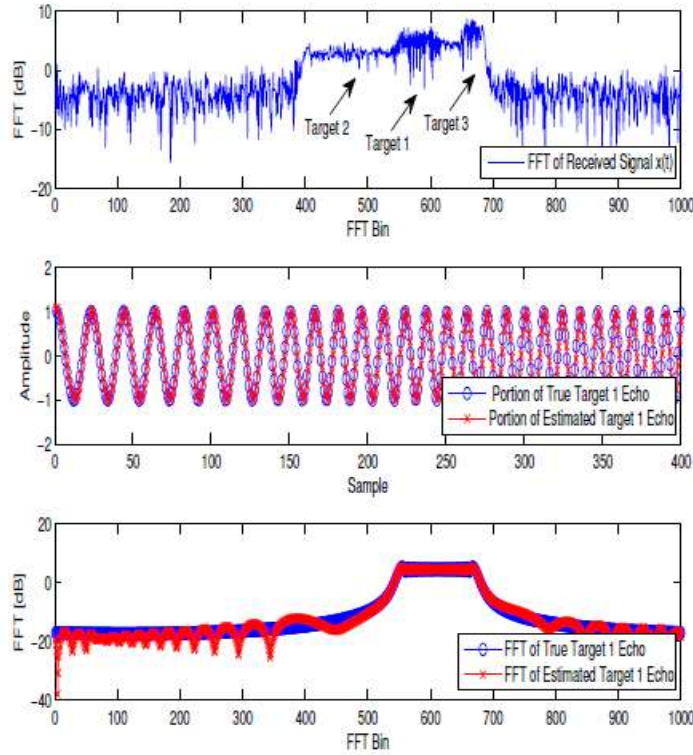 10
0
−10
−20
FFT [dB]
Target 2
Target 1
Target 3
FFT of Received Signal x(t)
0 100 200 300 400 500 600 700 800 900 1000
FFT Bin
2
1
0
−1
−2
Amplitude
Portion of True Target 1 Echo
Portion of Estimated Target 1 Echo
0 50 100 150 200 250 300 350 400
Sample
20
0
−20
−40
FFT [dB]
FFT of True Target 1 Echo
FFT of Estimated Target 1 Echo
0 100 200 300 400 500 600 700 800 900 1000
FFT Bin